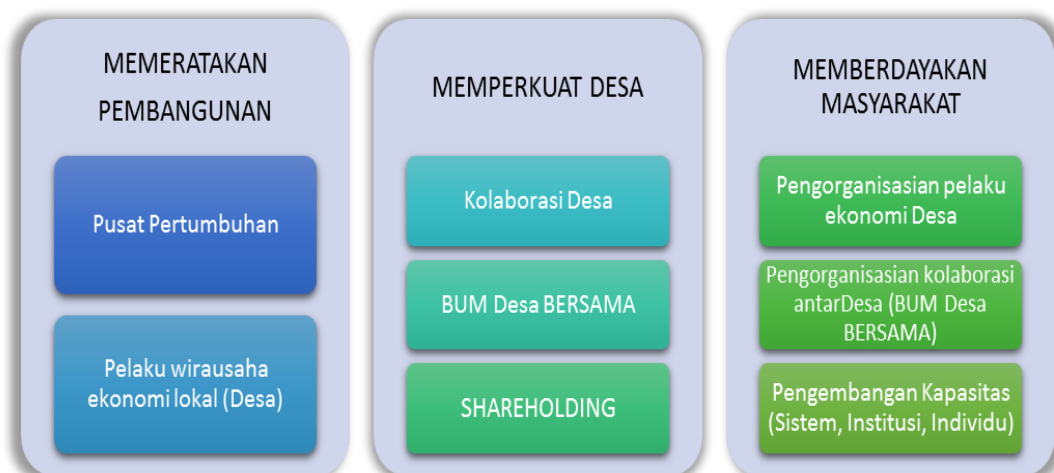 MEMERATAKAN
PEMBANGUNAN
Pusat Pertumbuhan
Pelaku wirausaha
ekonomi lokal (Desa)
MEMPERKUAT DESA
Kolaborasi Desa
BUM Desa BERSAMA
SHAREHOLDING
MEMBERDAYAKAN
MASYARAKAT
Pengorganisasian pelaku
ekonomi Desa
Pengorganisasian kolaborasi
antarDesa (BUM Desa
BERSAMA)
Pengembangan Kapasitas
(Sistem, Institusi, Individu)